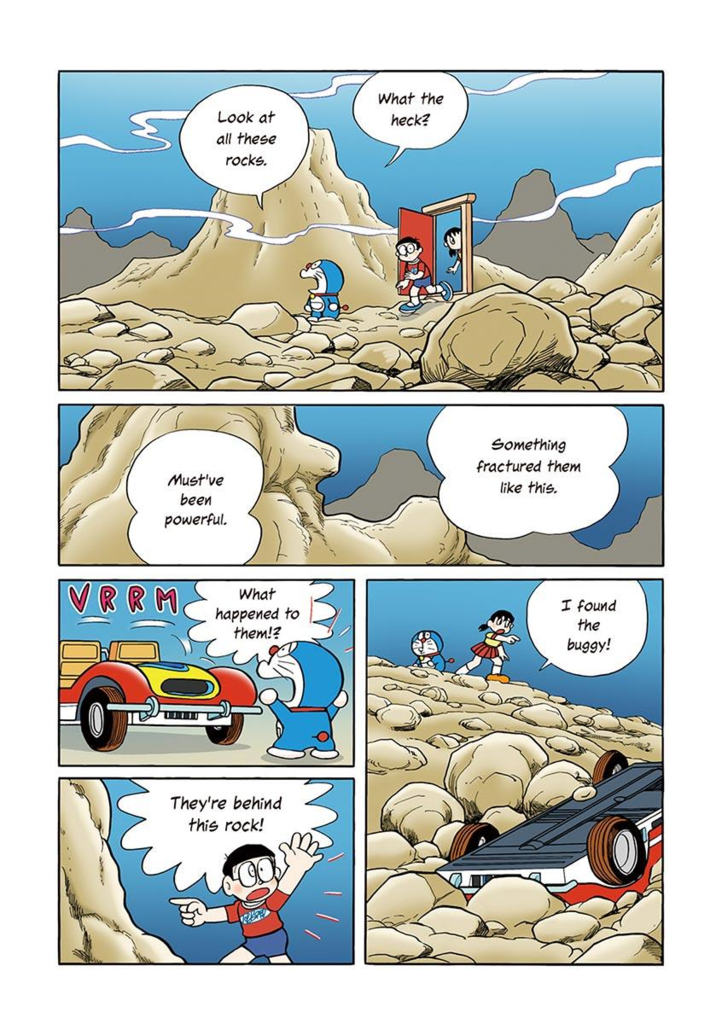 What the
heck?
Look at
all these
rocks.
Something
fractured them
like this.
Must've
been
powerful.
I found
the
buggy!
VRRM
What
happened to
them!?
They're behind
this rock!